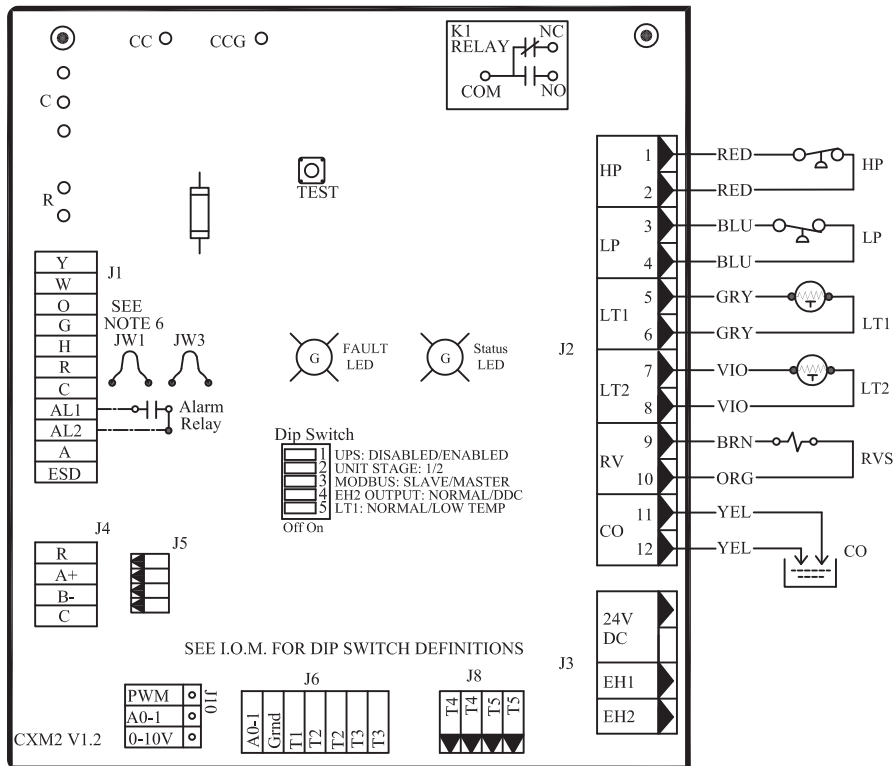 CC
CCG
K1
RELAY
NC
COM
NO
C
R
TEST
Y
W
O
G
H
R
C
AL1
AL2
A
ESD
J1
SEE
NOTE 6
JW1
JW3
Alarm
Relay
G
FAULT
LED
G
Status
LED
Dip Switch
1 UPS: DISABLED/ENABLED
2 UNIT STAGE: 1/2
3 MODBUS: SLAVE/MASTER
4 EH2 OUTPUT: NORMAL/DDC
5 LT1: NORMAL/LOW TEMP
Off On
J2
HP
1
RED
2
RED
HP
LP
3
BLU
4
BLU
LP
LT1
5
GRY
6
GRY
LT1
LT2
7
VIO
8
VIO
LT2
RV
9
BRN
10
ORG
RVS
CO
11
YEL
12
YEL
CO
J4
R
A+
B-
C
J5
J3
24V
DC
EH1
EH2
SEE I.O.M. FOR DIP SWITCH DEFINITIONS
PWM
A0-1
0-10V
J10
J6
A0-1
Grnd
T1
T2
T2
T3
T3
J8
T4
T4
T5
T5
CXM2 V1.2